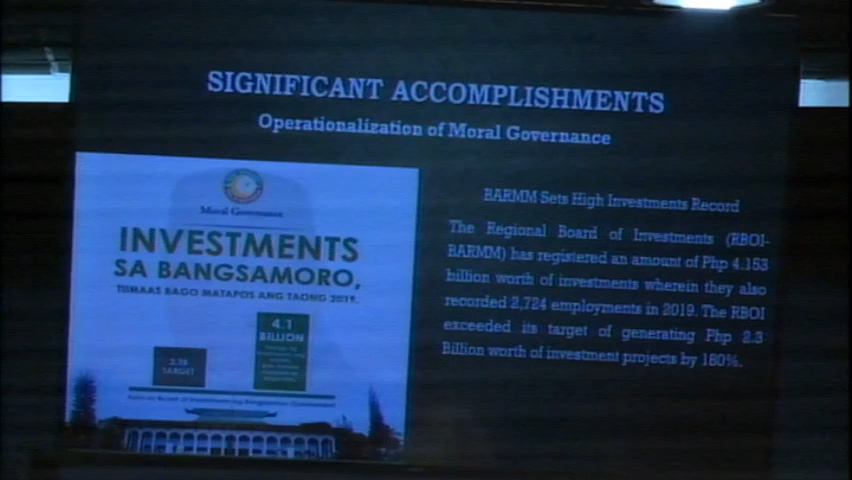 SIGNIFICANT ACCOMPLISHMENTS
Operationalization of Moral Governance
Moral Governance
INVESTMENTS
SA BANGSAMORO,
TUMAAS BAGO MATAPOS ANG TAONG 2019.
4.1
BILLION
TARGET
BARMM Sets High Investments Record
The Regional Board of Investments (RBOI-
BARMM) has registered an amount of Php 4.153
billion worth of investments wherein they also
recorded 2,724 employments in 2019. The RBOI
exceeded its target of generating Php 2.3
Billion worth of investment projects by 180%.